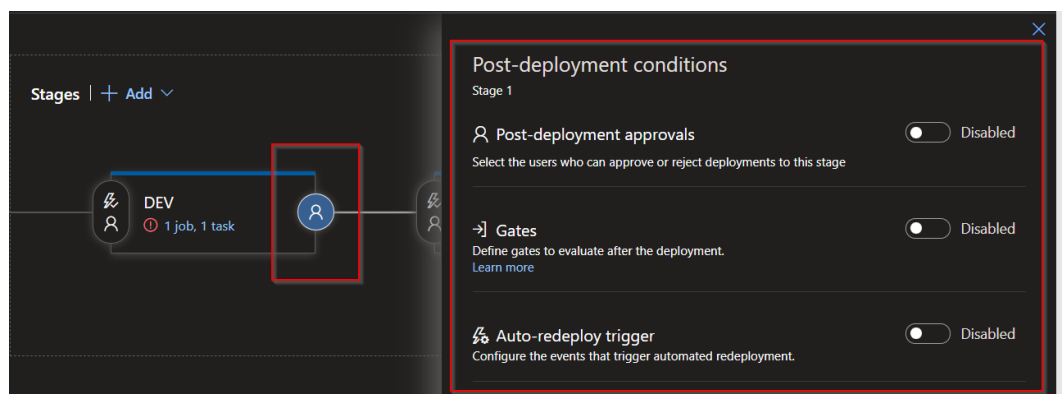 Stages | + Add
DEV
1 job, 1 task
Post-deployment conditions
Stage 1
Post-deployment approvals
Disabled
Select the users who can approve or reject deployments to this stage
Gates
Disabled
Define gates to evaluate after the deployment.
Learn more
Auto-redeploy trigger
Disabled
Configure the events that trigger automated redeployment.